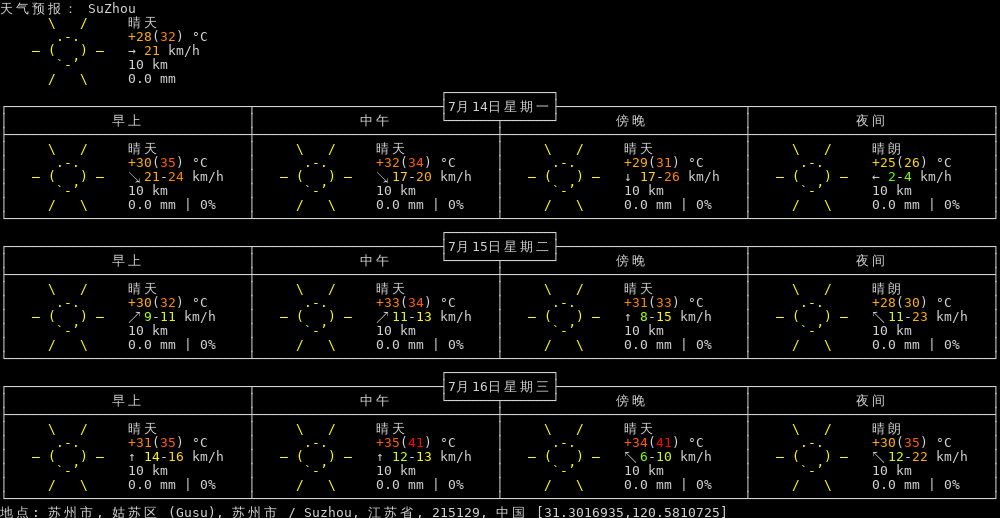 天气预报: SuZhou
晴天
+28(32) °C
→ 21 km/h
10 km
0.0 mm
7月14日星期一
早上 中午 傍晚 夜间
晴天 晴天 晴天 晴朗
+30(35) °C +32(34) °C +29(31) °C +25(26) °C
↘ 21-24 km/h ↘ 17-20 km/h ↓ 17-26 km/h ← 2-4 km/h
10 km 10 km 10 km 10 km
0.0 mm | 0% 0.0 mm | 0% 0.0 mm | 0% 0.0 mm | 0%
7月15日星期二
早上 中午 傍晚 夜间
晴天 晴天 晴天 晴朗
+30(32) °C +33(34) °C +31(33) °C +28(30) °C
↗ 9-11 km/h ↗ 11-13 km/h ↑ 8-15 km/h ↖ 11-23 km/h
10 km 10 km 10 km 10 km
0.0 mm | 0% 0.0 mm | 0% 0.0 mm | 0% 0.0 mm | 0%
7月16日星期三
早上 中午 傍晚 夜间
晴天 晴天 晴天 晴朗
+31(35) °C +35(41) °C +34(41) °C +30(35) °C
↑ 14-16 km/h ↑ 12-13 km/h ↖ 6-10 km/h ↖ 12-22 km/h
10 km 10 km 10 km 10 km
0.0 mm | 0% 0.0 mm | 0% 0.0 mm | 0% 0.0 mm | 0%
地点: 苏州市, 姑苏区 (Gusu), 苏州市 / Suzhou, 江苏省, 215129, 中国 [31.3016935,120.5810725]